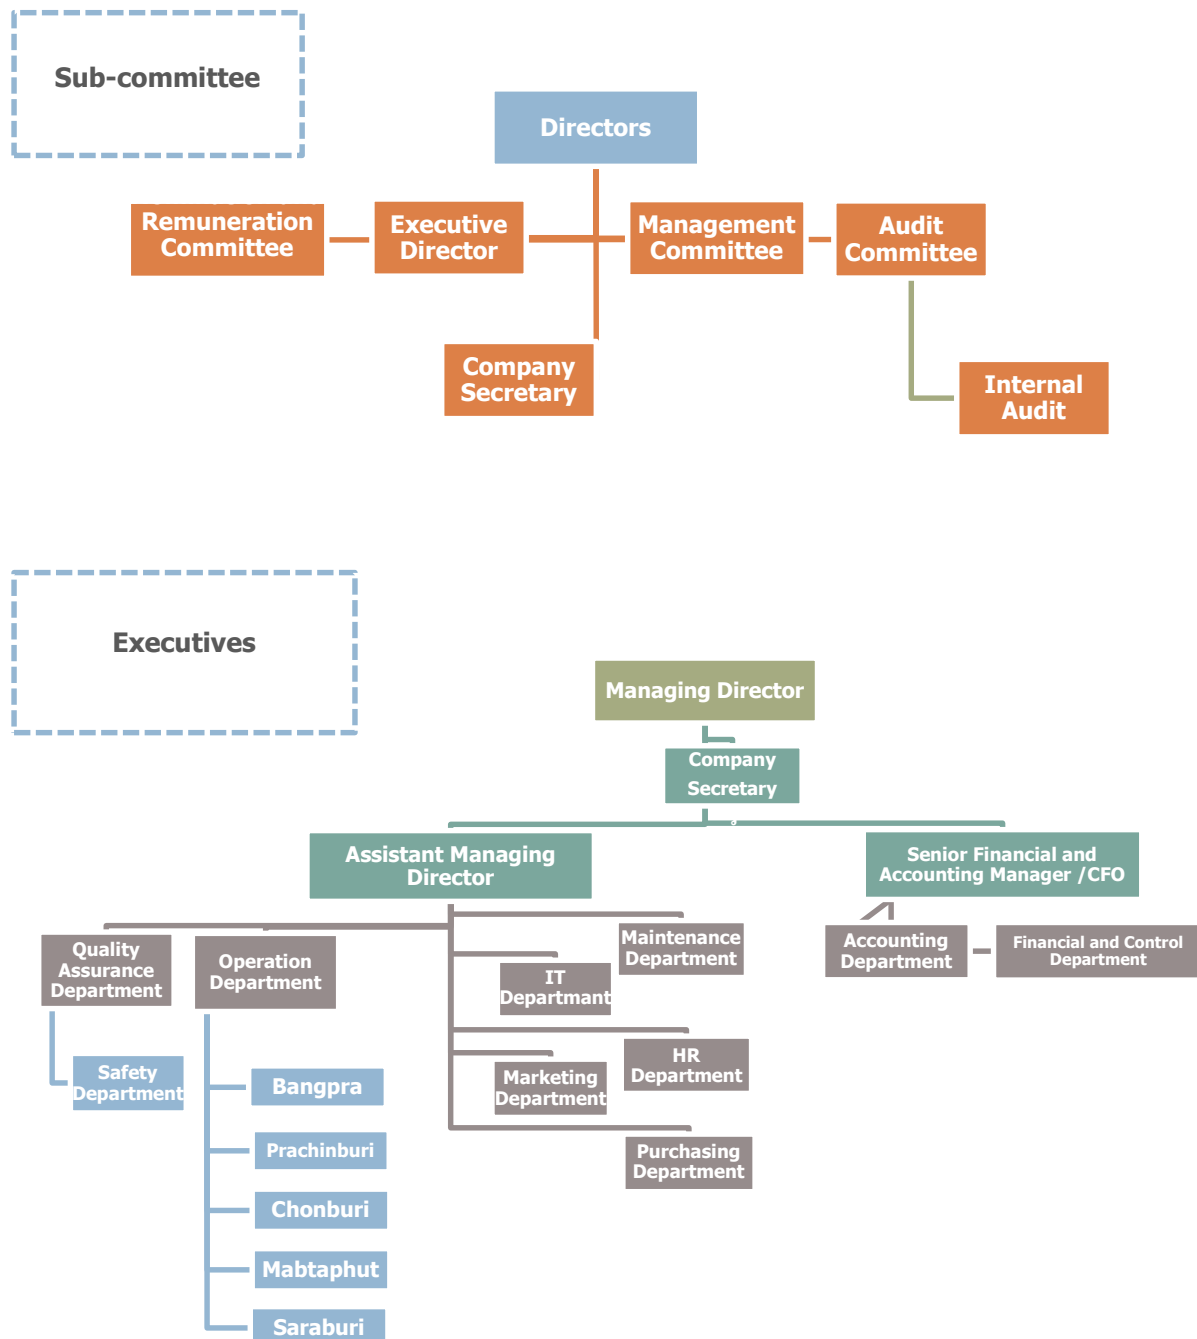 Sub-committee
Directors
Remuneration
Committee
Executive
Director
Management
Committee
Audit
Committee
Company
Secretary
Internal
Audit
Executives
Managing Director
Company
Secretary
Assistant Managing
Director
Senior Financial and
Accounting Manager /CFO
Quality
Assurance
Department
Operation
Department
Maintenance
Department
IT
Departmant
Accounting
Department
Financial and Control
Department
Safety
Department
HR
Department
Marketing
Department
Purchasing
Department
Bangpra
Prachinburi
Chonburi
Mabtaphut
Saraburi